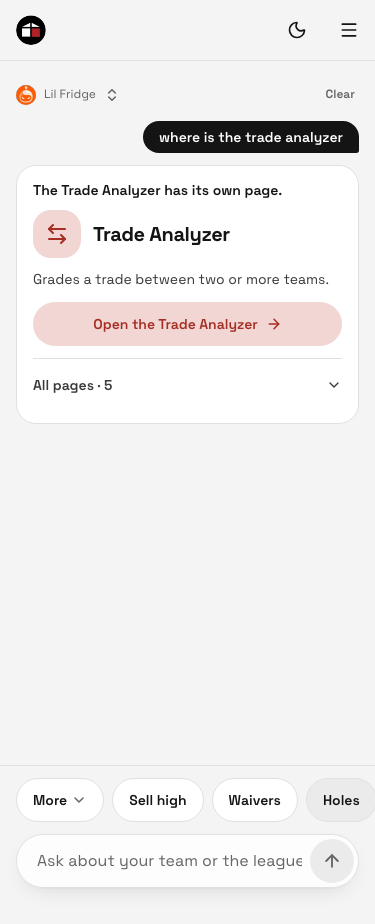 Lil Fridge
Clear
where is the trade analyzer
The Trade Analyzer has its own page.
Trade Analyzer
Grades a trade between two or more teams.
Open the Trade Analyzer
All pages · 5
More
Sell high
Waivers
Holes
Ask about your team or the league